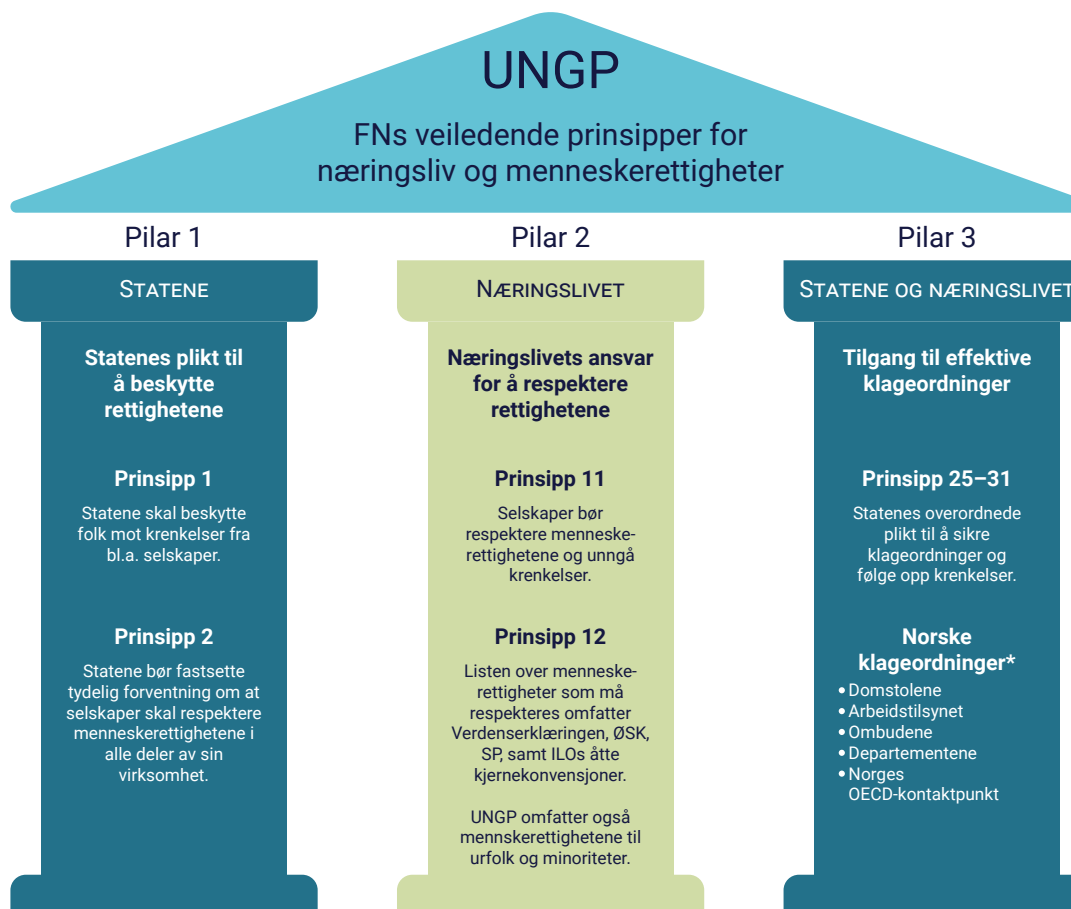 UNGP
FNs veiledende prinsipper for
næringsliv og menneskerettigheter
Pilar 1
STATENE
Statenes plikt til
å beskytte
rettighetene
Prinsipp 1
Statene skal beskytte
folk mot krenkelser fra
bl.a. selskaper.
Prinsipp 2
Statene bør fastsette
tydelig forventning om at
selskaper skal respektere
menneskerettighetene i
alle deler av sin
virksomhet.
Pilar 2
NÆRINGSLIVET
Næringslivets ansvar
for å respektere
rettighetene
Prinsipp 11
Selskaper bør
respektere menneske-
rettighetene og unngå
krenkelser.
Prinsipp 12
Listen over menneske-
rettigheter som må
respekteres omfatter
Verdenserklæringen, ØSK,
SP, samt ILOs åtte
kjernekonvensjoner.
UNGP omfatter også
mennskerettighetene til
urfolk og minoriteter.
Pilar 3
STATENE OG NÆRINGSLIVET
Tilgang til effektive
klageordninger
Prinsipp 25–31
Statenes overordnede
plikt til å sikre
klageordninger og
følge opp krenkelser.
Norske
klageordninger*
• Domstolene
• Arbeidstilsynet
• Ombudene
• Departementene
• Norges
OECD-kontaktpunkt